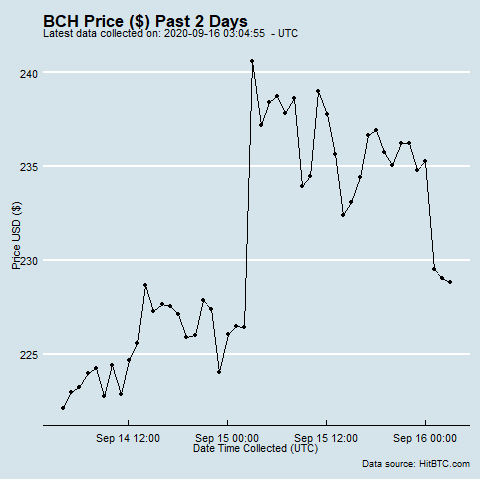 BCH Price ($) Past 2 Days
Latest data collected on: 2020-09-16 03:04:55  - UTC
240
235
230
225
Price USD ($)
Sep 14 12:00
Sep 15 00:00
Sep 15 12:00
Sep 16 00:00
Date Time Collected (UTC)
Data source: HitBTC.com